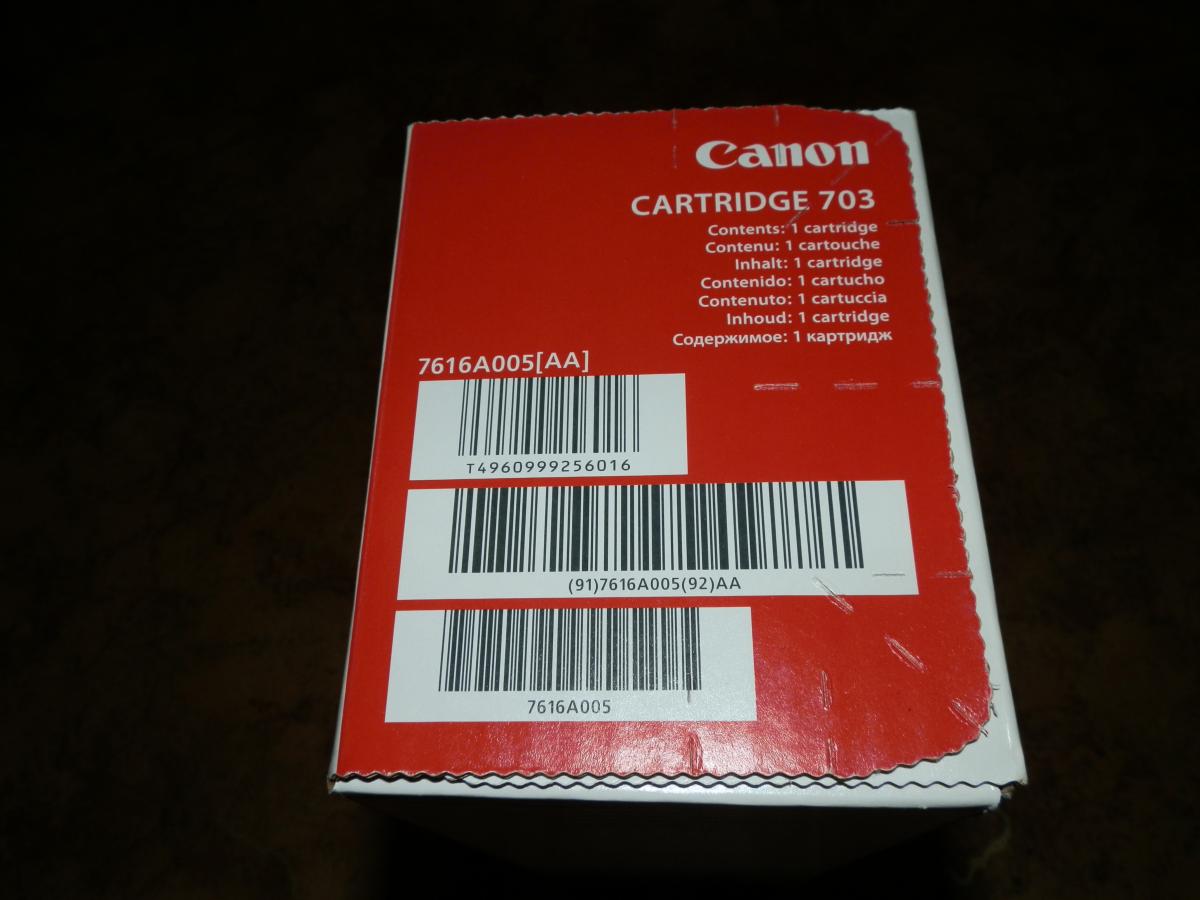 Canon
CARTRIDGE 703
Contents: 1 cartridge
Contenu: 1 cartouche
Inhalt: 1 cartridge
Contenido: 1 cartucho
Contenuto: 1 cartuccia
Inhoud: 1 cartridge
Содержимое: 1 картридж
7616A005[AA]
T4960999256016
(91)7616A005(92)AA
7616A005